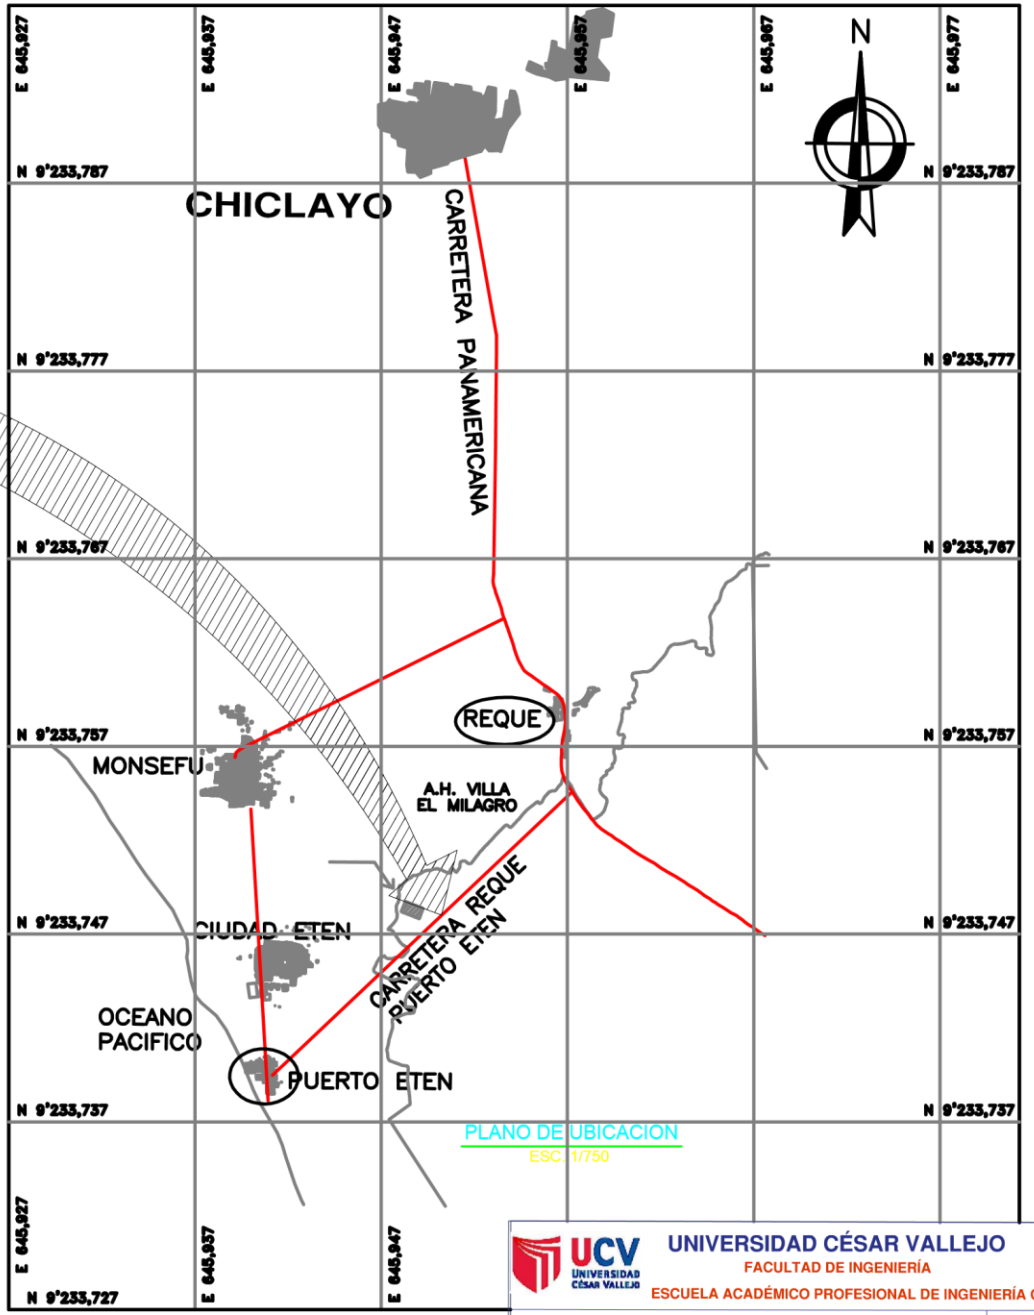 E 645,927
E 645,937
E 645,947
E 645,957
E 645,967
E 645,977
N
N 9°233,787
N 9°233,787
CHICLAYO
CARRETERA PANAMERICANA
N 9°233,777
N 9°233,777
N 9°233,767
N 9°233,767
REQUE
N 9°233,757
N 9°233,757
MONSEFU
A.H. VILLA
EL MILAGRO
CARRETERA REQUE
PUERTO ETEN
N 9°233,747
N 9°233,747
CIUDAD ETEN
OCEANO
PACIFICO
PUERTO ETEN
N 9°233,737
N 9°233,737
PLANO DE UBICACION
ESC. 1/750
E 645,927
E 645,937
E 645,947
N 9°233,727
UCV
UNIVERSIDAD
CÉSAR VALLEJO
UNIVERSIDAD CÉSAR VALLEJO
FACULTAD DE INGENIERÍA
ESCUELA ACADÉMICO PROFESIONAL DE INGENIERÍA